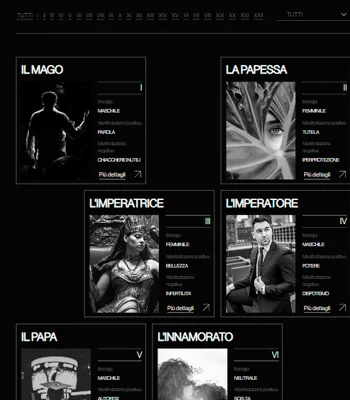 TUTTI I II III IV V VI VII VIII IX X XI XII XIII XIV XV XVI XVII XVIII XIX XX XXI XXII
TUTTI
IL MAGO
I
Energia
MASCHILE
Manifestazione positiva
PAROLA
Manifestazione negativa
CHIACCHIERE INUTILI
Più dettagli
LA PAPESSA
II
Energia
FEMMINILE
Manifestazione positiva
TUTELA
Manifestazione negativa
IPERPROTEZIONE
Più dettagli
L'IMPERATRICE
III
Energia
FEMMINILE
Manifestazione positiva
BELLEZZA
Manifestazione negativa
INFERTILITÀ
Più dettagli
L'IMPERATORE
IV
Energia
MASCHILE
Manifestazione positiva
POTERE
Manifestazione negativa
DISPOTISMO
Più dettagli
IL PAPA
V
Energia
MASCHILE
Manifestazione positiva
L'INNAMORATO
VI
Energia
NEUTRALE
Manifestazione positiva
SCELTA